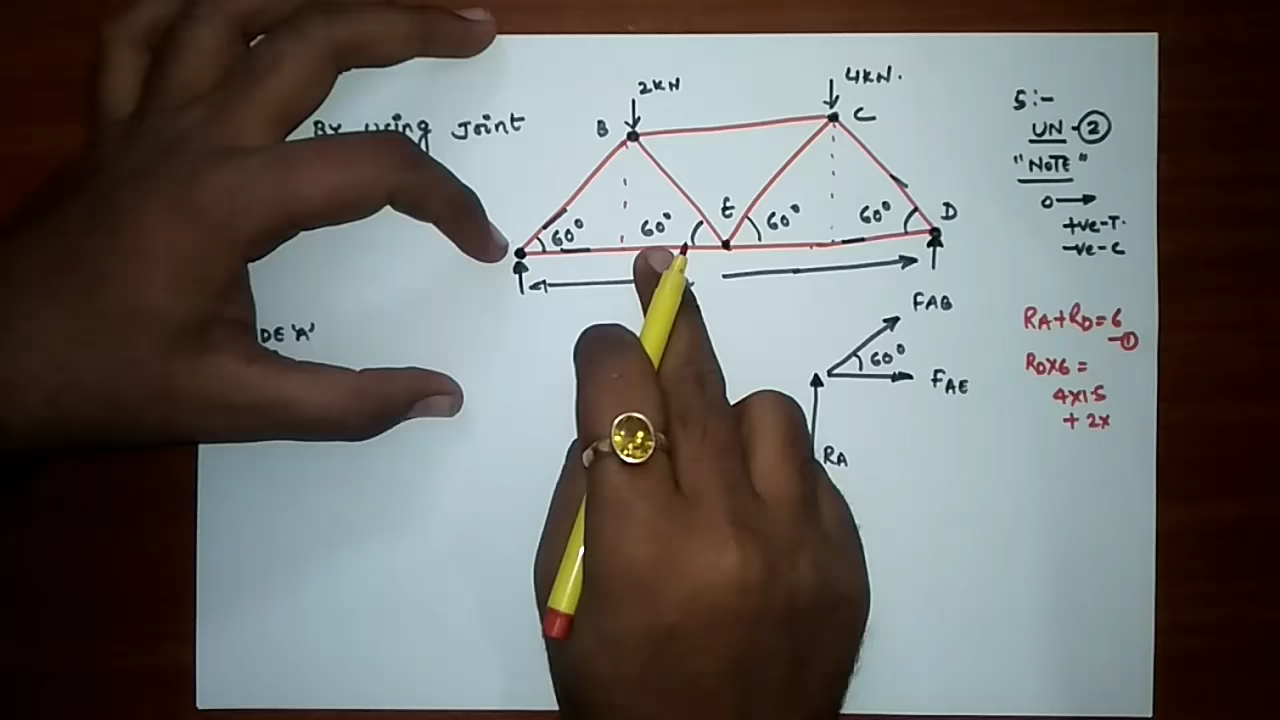 By using Joint
2KN
4KN.
B
C
E
D
60°
60°
60°
60°
S:-
UN-②
"NOTE"
+ve-T.
-ve-C
DE 'A'
FAB
60°
FAE
RA
RA+RD=6
-①
RDX6=
4X1.5
+2X